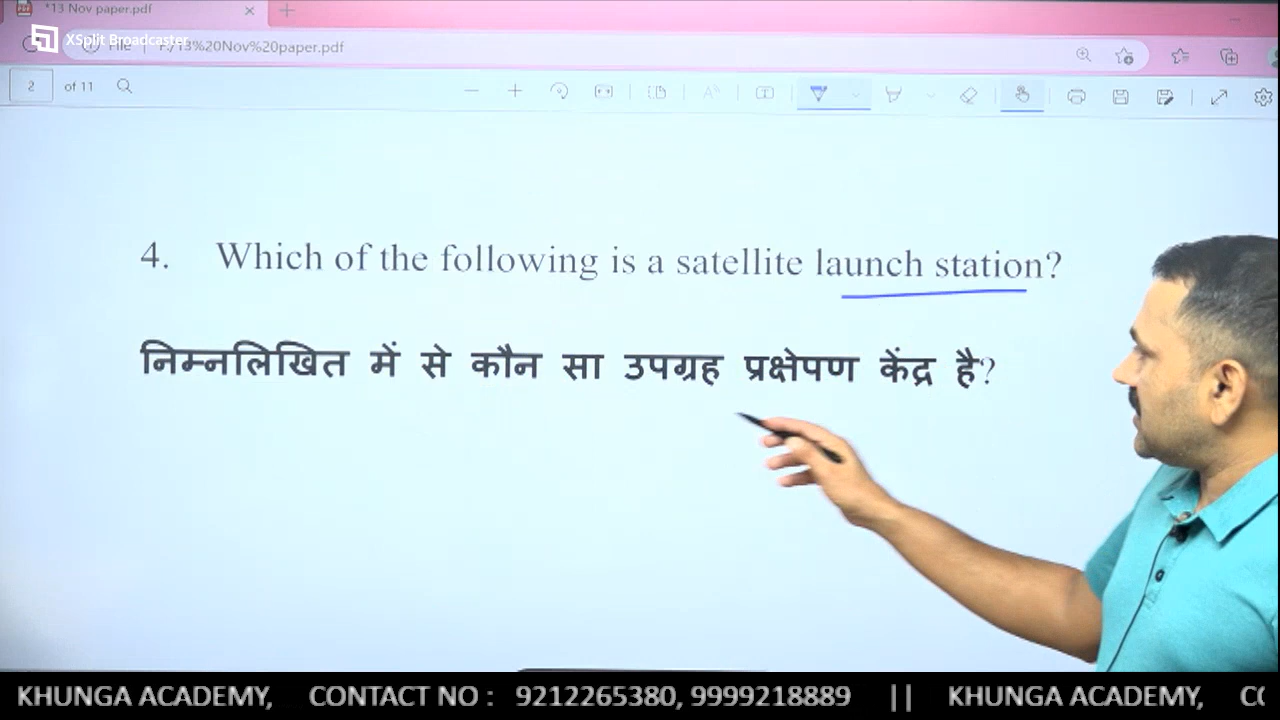 *13 Nov paper.pdf
XSplit Broadcaster
File
/13%20Nov%20paper.pdf
2 of 11
4. Which of the following is a satellite launch station?
निम्नलिखित में से कौन सा उपग्रह प्रक्षेपण केंद्र है?
KHUNGA ACADEMY, CONTACT NO : 9212265380, 9999218889 || KHUNGA ACADEMY,